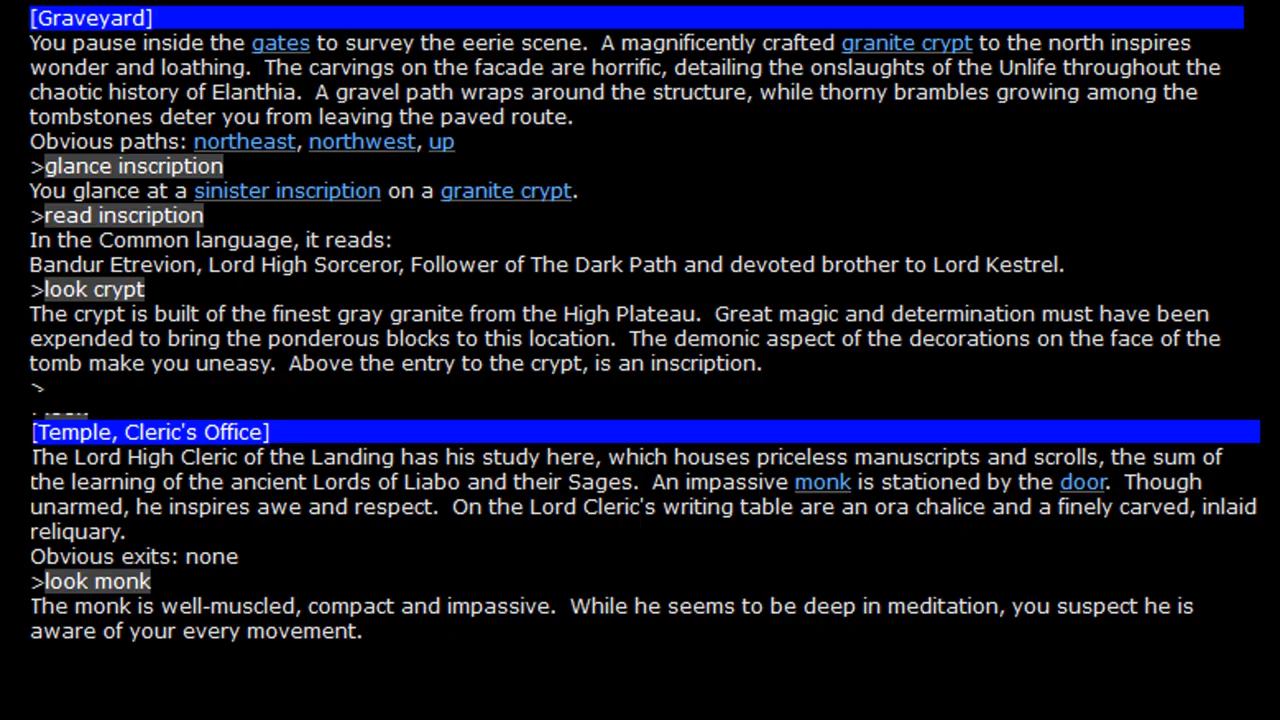 [Graveyard]
You pause inside the gates to survey the eerie scene.  A magnificently crafted granite crypt to the north inspires
wonder and loathing.  The carvings on the facade are horrific, detailing the onslaughts of the Unlife throughout the
chaotic history of Elanthia.  A gravel path wraps around the structure, while thorny brambles growing among the
tombstones deter you from leaving the paved route.
Obvious paths: northeast, northwest, up
>glance inscription
You glance at a sinister inscription on a granite crypt.
>read inscription
In the Common language, it reads:
Bandur Etrevion, Lord High Sorceror, Follower of The Dark Path and devoted brother to Lord Kestrel.
>look crypt
The crypt is built of the finest gray granite from the High Plateau.  Great magic and determination must have been
expended to bring the ponderous blocks to this location.  The demonic aspect of the decorations on the face of the
tomb make you uneasy.  Above the entry to the crypt, is an inscription.
>
[Temple, Cleric's Office]
The Lord High Cleric of the Landing has his study here, which houses priceless manuscripts and scrolls, the sum of
the learning of the ancient Lords of Liabo and their Sages.  An impassive monk is stationed by the door.  Though
unarmed, he inspires awe and respect.  On the Lord Cleric's writing table are an ora chalice and a finely carved, inlaid
reliquary.
Obvious exits: none
>look monk
The monk is well-muscled, compact and impassive.  While he seems to be deep in meditation, you suspect he is
aware of your every movement.